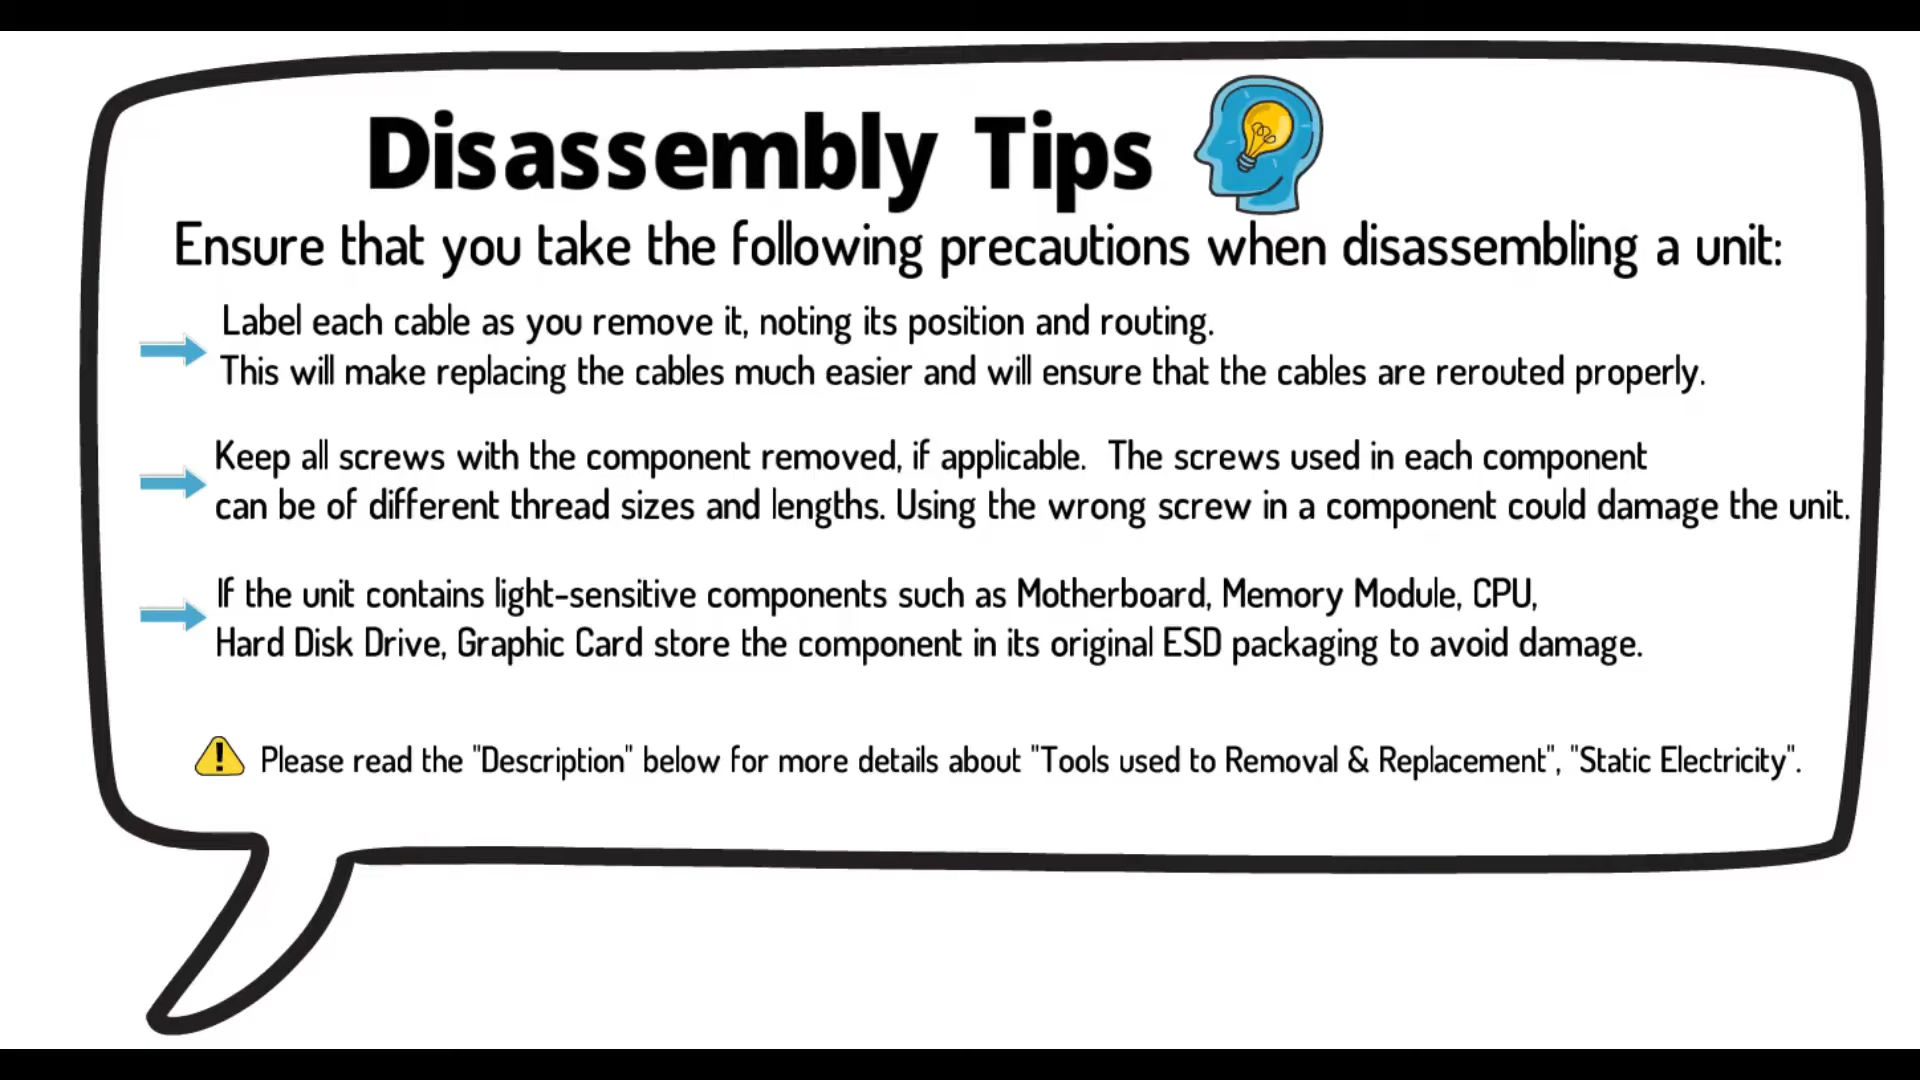 Disassembly Tips
Ensure that you take the following precautions when disassembling a unit:
Label each cable as you remove it, noting its position and routing.
This will make replacing the cables much easier and will ensure that the cables are rerouted properly.
Keep all screws with the component removed, if applicable. The screws used in each component
can be of different thread sizes and lengths. Using the wrong screw in a component could damage the unit.
If the unit contains light-sensitive components such as Motherboard, Memory Module, CPU,
Hard Disk Drive, Graphic Card store the component in its original ESD packaging to avoid damage.
Please read the "Description" below for more details about "Tools used to Removal & Replacement", "Static Electricity".